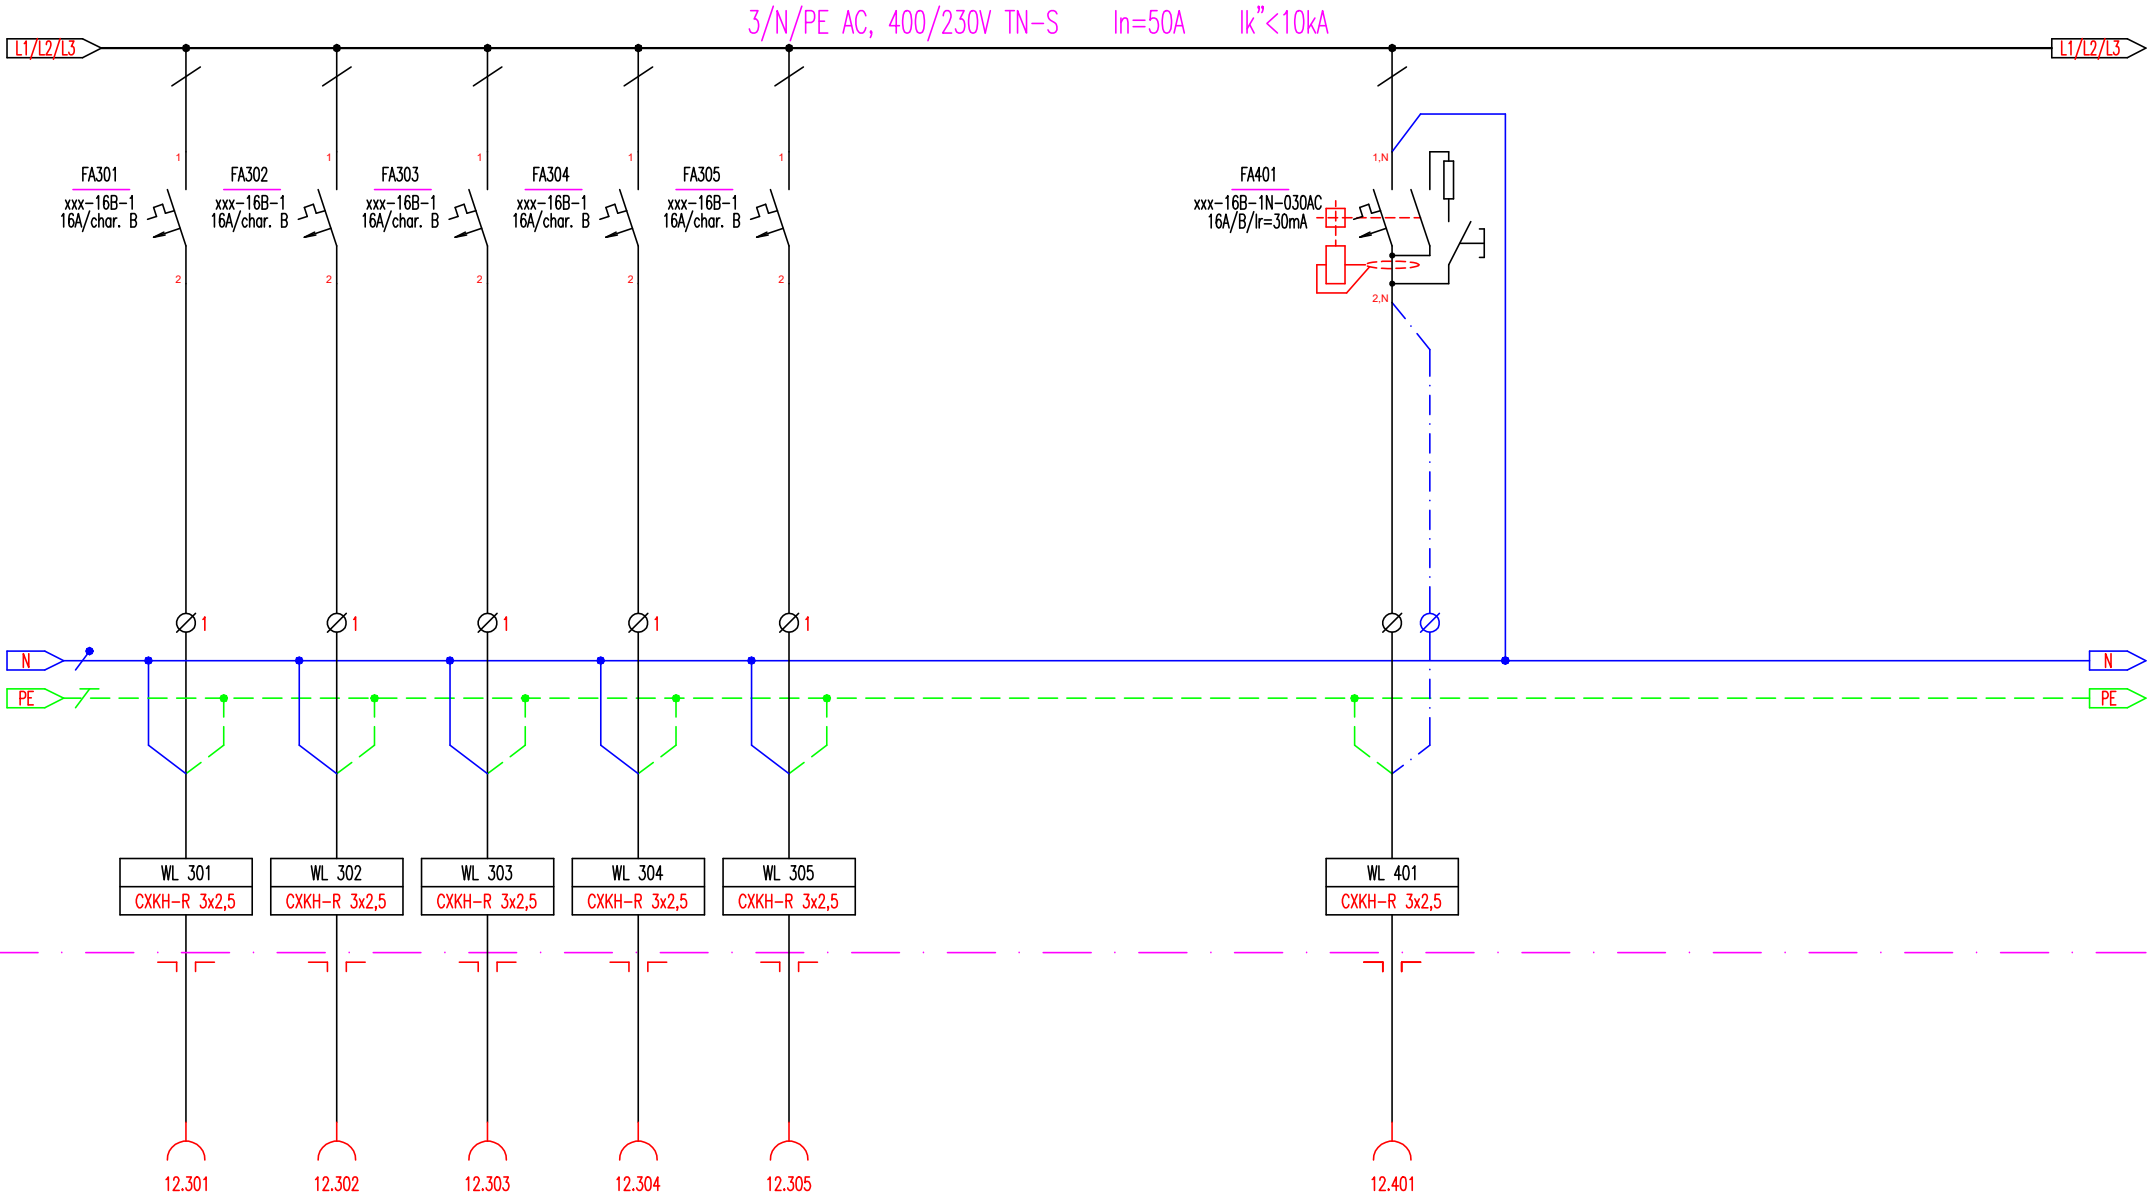 3/N/PE AC, 400/230V TN-S In=50A Ik"<10kA
L1/L2/L3 L1/L2/L3
1 1 1 1 1 1,N
FA301 FA302 FA303 FA304 FA305 FA401
xxx-16B-1 xxx-16B-1 xxx-16B-1 xxx-16B-1 xxx-16B-1 xxx-16B-1N-030AC
16A/char. B 16A/char. B 16A/char. B 16A/char. B 16A/char. B 16A/B/Ir=30mA
2 2 2 2 2 2,N
1 1 1 1 1
N N
PE PE
WL 301 WL 302 WL 303 WL 304 WL 305 WL 401
CXKH-R 3x2,5 CXKH-R 3x2,5 CXKH-R 3x2,5 CXKH-R 3x2,5 CXKH-R 3x2,5 CXKH-R 3x2,5
12.301 12.302 12.303 12.304 12.305 12.401